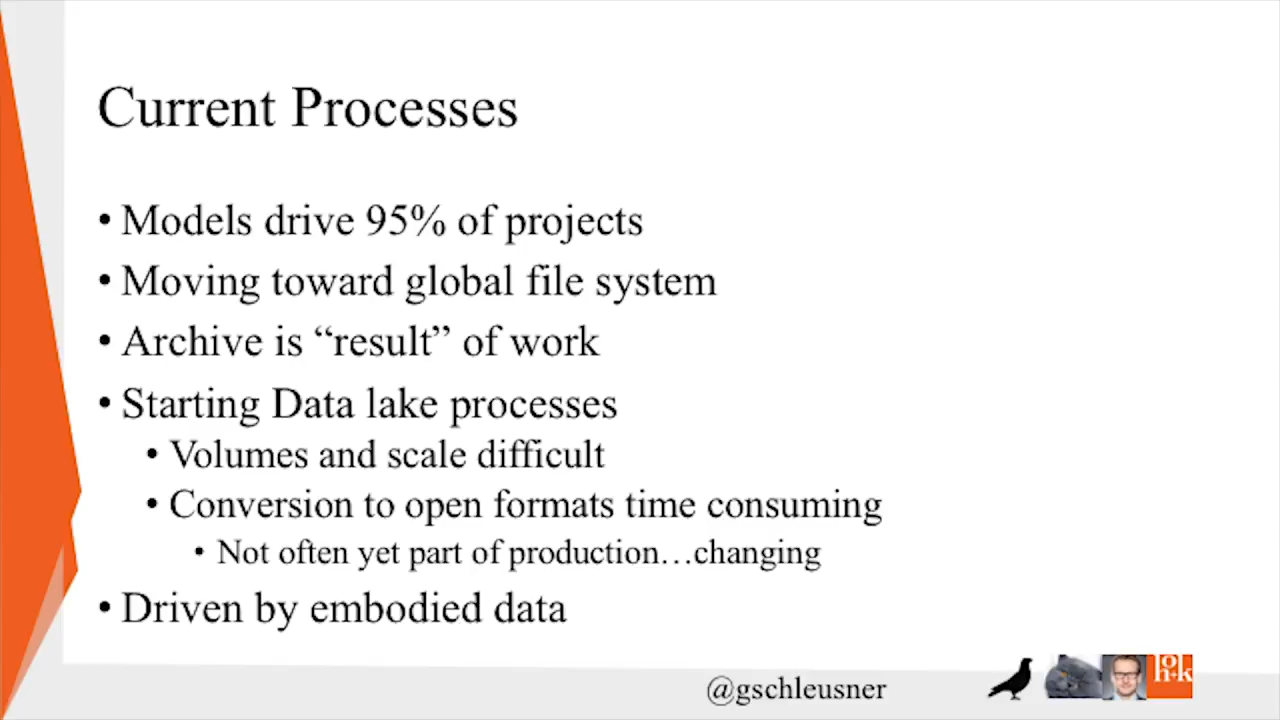 Current Processes
• Models drive 95% of projects
• Moving toward global file system
• Archive is “result” of work
• Starting Data lake processes
• Volumes and scale difficult
• Conversion to open formats time consuming
• Not often yet part of production…changing
• Driven by embodied data
@gschleusner
ho+k